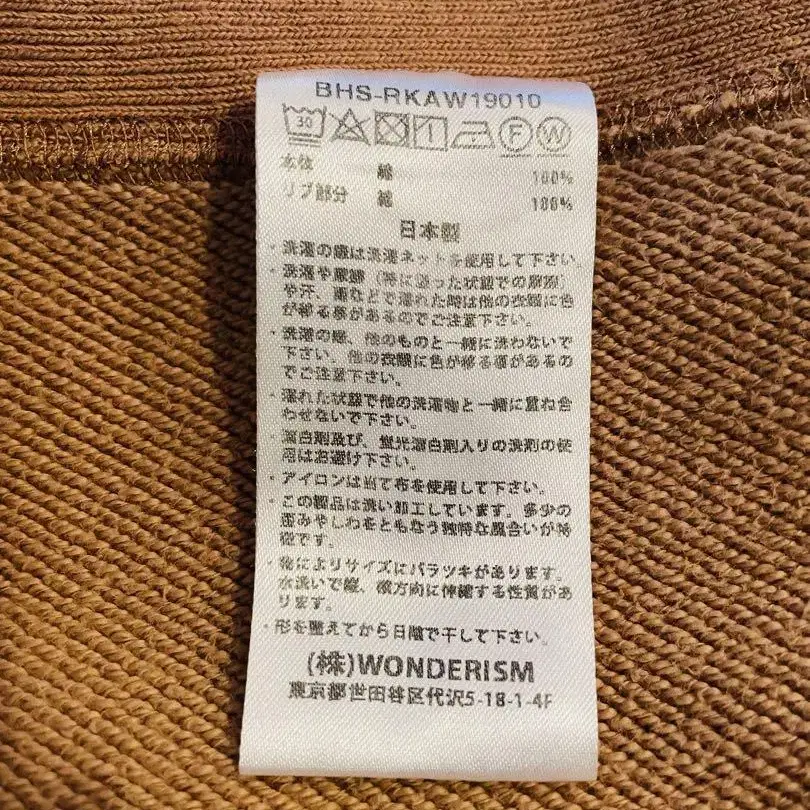 BHS-RKAW19010
30 F W
本体 綿 100%
リブ部分 綿 100%
日本製
・洗濯の際は洗濯ネットを使用して下さい。
・洗濯や摩擦（特に湿った状態での摩擦）
や汗、雨などで濡れた時は他の衣類に色
が移る事があるのでご注意下さい。
・洗濯の際、他のものと一緒に洗わないで
下さい。他の衣類に色が移る事があるの
でご注意下さい。
・濡れた状態で他の洗濯物と一緒に重ね合
わせないで下さい。
・漂白剤及び、蛍光漂白剤入りの洗剤の使
用はお避け下さい。
・アイロンは当て布を使用して下さい。
・この製品は洗い加工しています。多少の
歪みやしわをともなう独特な風合いが特
徴です。
・物によりサイズにバラツキがあります。
水洗いで縦、横方向に伸縮する性質があ
ります。
・形を整えてから日陰で干して下さい。
(株)WONDERISM
東京都世田谷区代沢5-18-1-4F